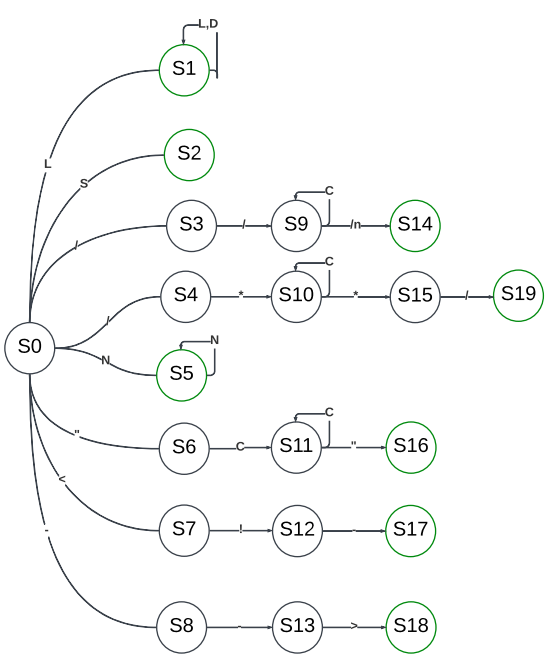 L,D
S1
L
S2
S
C
S3
/
S9
/n
S14
/
C
S4
*
S10
*
S15
/
S19
/
S0
N
N
S5
C
"
S6
C
S11
"
S16
<
S7
!
S12
-
S17
-
S8
-
S13
>
S18